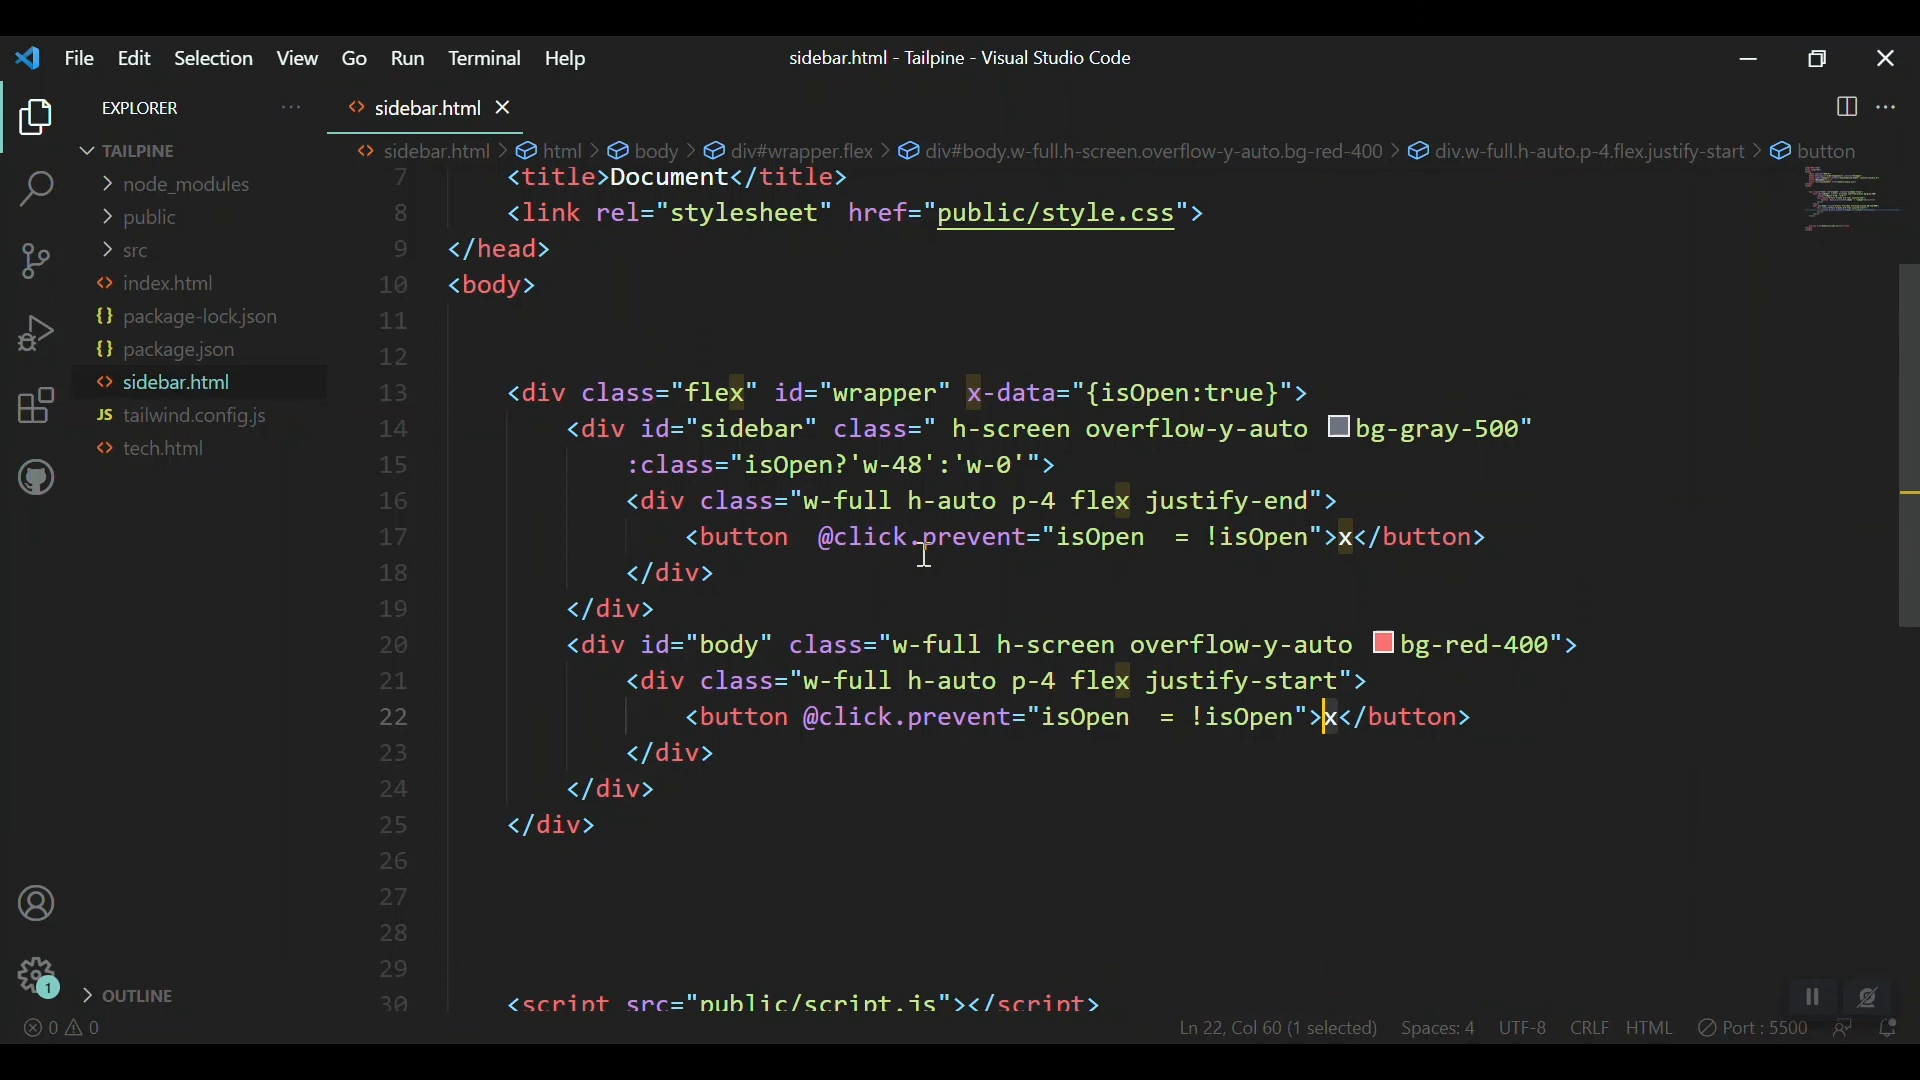 File Edit Selection View Go Run Terminal Help sidebar.html - Tailpine - Visual Studio Code
EXPLORER ··· <> sidebar.html ×
TAILPINE
<> sidebar.html > html > body > div#wrapper.flex > div#body.w-full.h-screen.overflow-y-auto.bg-red-400 > div.w-full.h-auto.p-4.flex.justify-start > button
> node_modules
> public
> src
<> index.html
{} package-lock.json
{} package.json
<> sidebar.html
JS tailwind.config.js
<> tech.html
7 <title>Document</title>
8 <link rel="stylesheet" href="public/style.css">
9 </head>
10 <body>
11
12
13 <div class="flex" id="wrapper" x-data="{isOpen:true}">
14 <div id="sidebar" class=" h-screen overflow-y-auto bg-gray-500"
15 :class="isOpen?'w-48':'w-0'">
16 <div class="w-full h-auto p-4 flex justify-end">
17 <button  @click.prevent="isOpen  = !isOpen">x</button>
18 </div>
19 </div>
20 <div id="body" class="w-full h-screen overflow-y-auto bg-red-400">
21 <div class="w-full h-auto p-4 flex justify-start">
22 <button @click.prevent="isOpen  = !isOpen">x</button>
23 </div>
24 </div>
25 </div>
26
27
28
29
30 <script src="public/script.js"></script>
1
> OUTLINE
0 0 Ln 22, Col 60 (1 selected) Spaces: 4 UTF-8 CRLF HTML Port : 5500